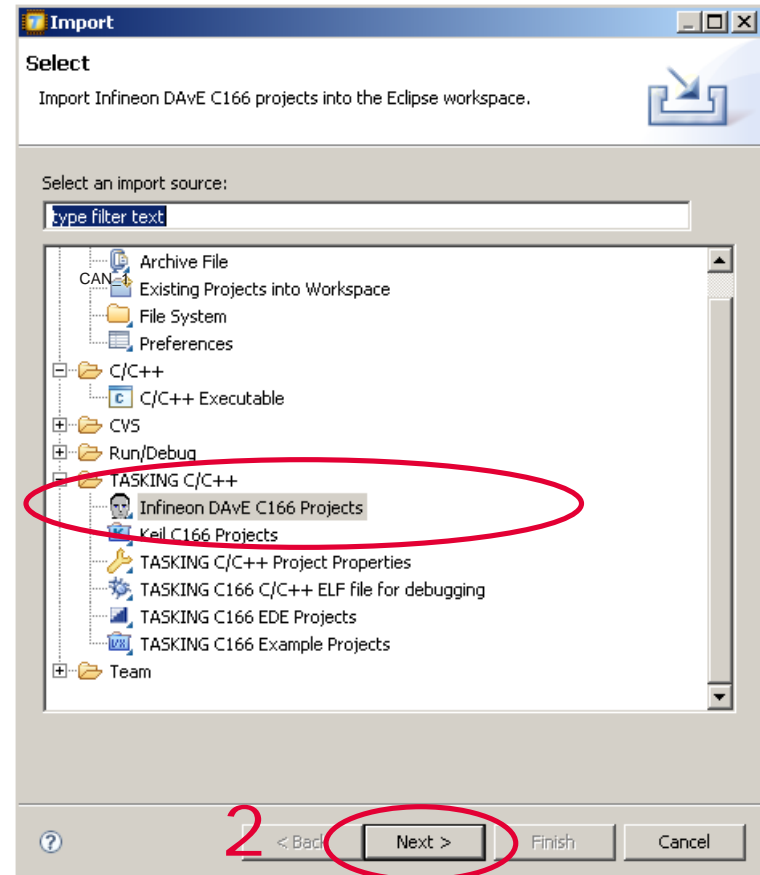 Import
Select
Import Infineon DAvE C166 projects into the Eclipse workspace.
Select an import source:
type filter text
Archive File
CAN_1
Existing Projects into Workspace
File System
Preferences
C/C++
C/C++ Executable
CVS
Run/Debug
TASKING C/C++
Infineon DAvE C166 Projects
Keil C166 Projects
TASKING C/C++ Project Properties
TASKING C166 C/C++ ELF file for debugging
TASKING C166 EDE Projects
TASKING C166 Example Projects
Team
2
< Back Next > Finish Cancel